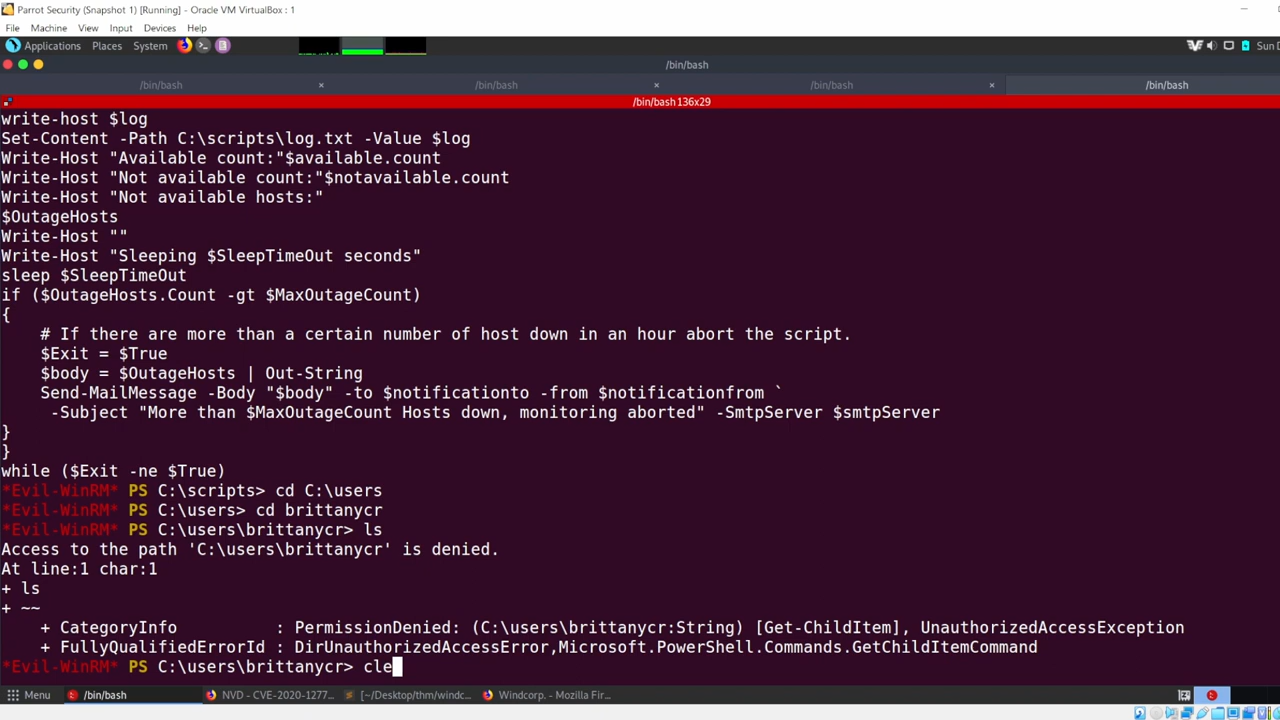 Parrot Security (Snapshot 1) [Running] - Oracle VM VirtualBox : 1
File Machine View Input Devices Help
Applications Places System Sun
/bin/bash
/bin/bash × /bin/bash × /bin/bash × /bin/bash
/bin/bash 136x29
write-host $log
Set-Content -Path C:\scripts\log.txt -Value $log
Write-Host "Available count:"$available.count
Write-Host "Not available count:"$notavailable.count
Write-Host "Not available hosts:"
$OutageHosts
Write-Host ""
Write-Host "Sleeping $SleepTimeOut seconds"
sleep $SleepTimeOut
if ($OutageHosts.Count -gt $MaxOutageCount)
{
    # If there are more than a certain number of host down in an hour abort the script.
    $Exit = $True
    $body = $OutageHosts | Out-String
    Send-MailMessage -Body "$body" -to $notificationto -from $notificationfrom `
     -Subject "More than $MaxOutageCount Hosts down, monitoring aborted" -SmtpServer $smtpServer
}
}
while ($Exit -ne $True)
*Evil-WinRM* PS C:\scripts> cd C:\users
*Evil-WinRM* PS C:\users> cd brittanycr
*Evil-WinRM* PS C:\users\brittanycr> ls
Access to the path 'C:\users\brittanycr' is denied.
At line:1 char:1
+ ls
+ ~~
    + CategoryInfo          : PermissionDenied: (C:\users\brittanycr:String) [Get-ChildItem], UnauthorizedAccessException
    + FullyQualifiedErrorId : DirUnauthorizedAccessError,Microsoft.PowerShell.Commands.GetChildItemCommand
*Evil-WinRM* PS C:\users\brittanycr> cle
Menu /bin/bash NVD - CVE-2020-1277... [~/Desktop/thm/windc... Windcorp. - Mozilla Fir...